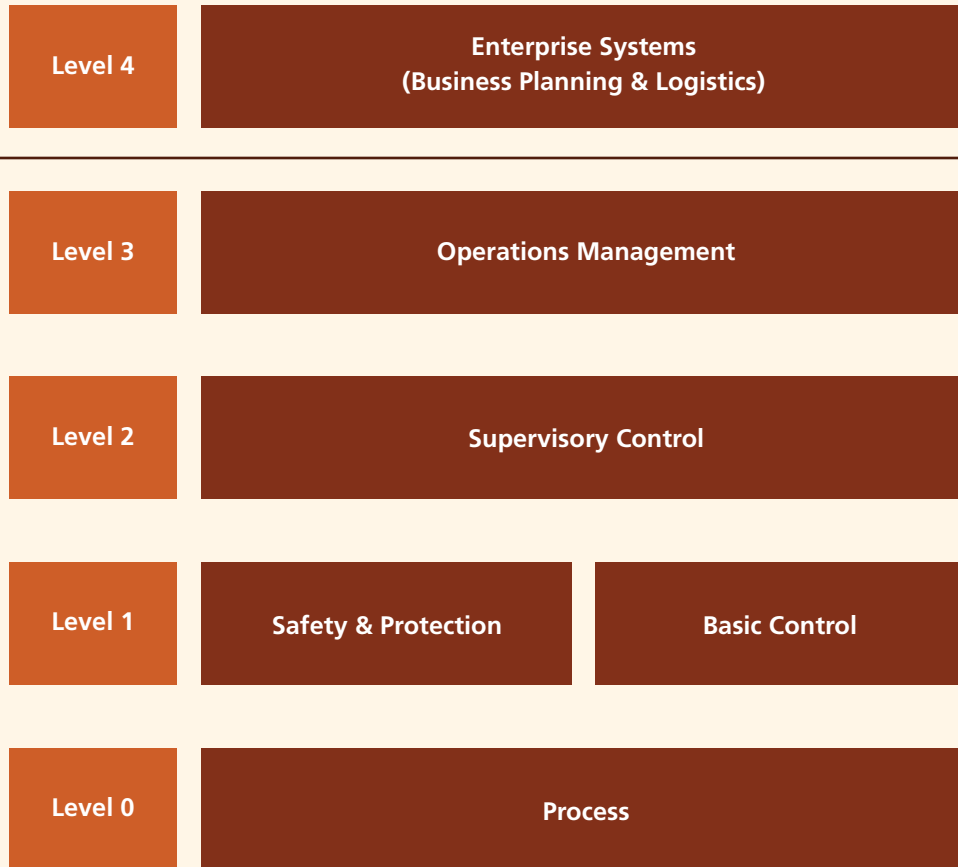 Level 4
Enterprise Systems
(Business Planning & Logistics)
Level 3
Operations Management
Level 2
Supervisory Control
Level 1
Safety & Protection
Basic Control
Level 0
Process